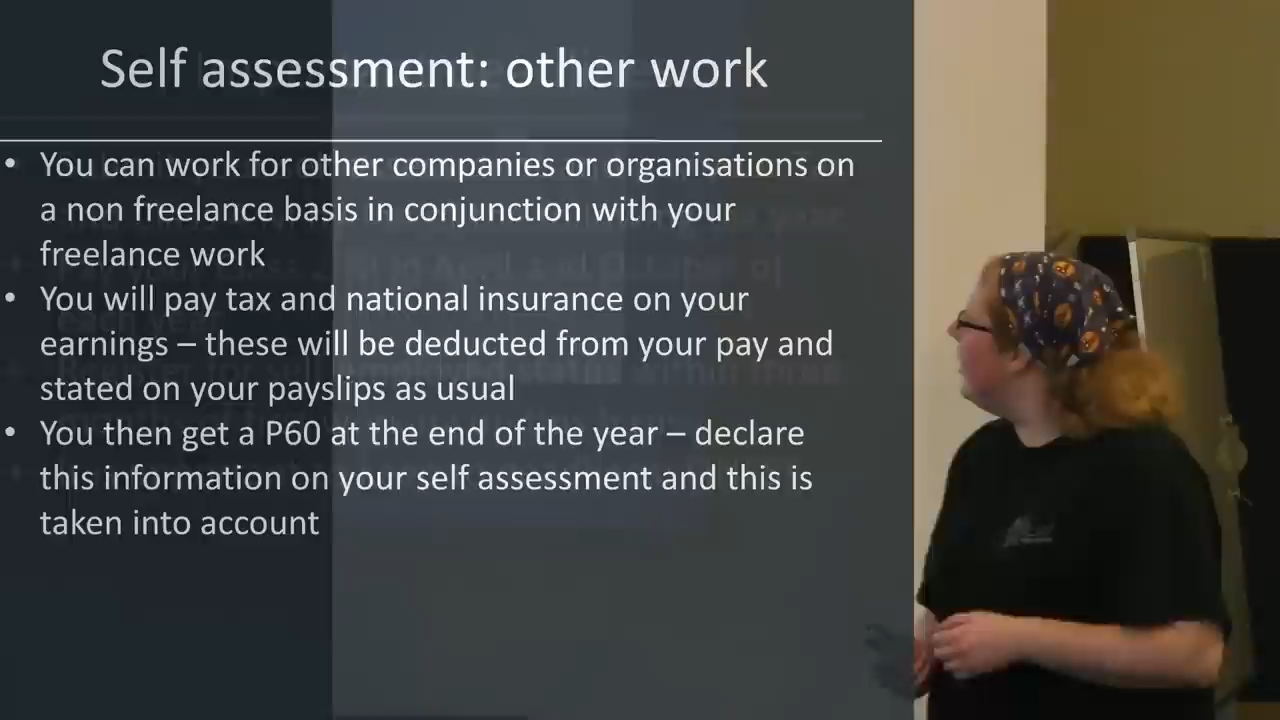 Self assessment: other work
• You can work for other companies or organisations on
a non freelance basis in conjunction with your
freelance work
• You will pay tax and national insurance on your
earnings – these will be deducted from your pay and
stated on your payslips as usual
• You then get a P60 at the end of the year – declare
this information on your self assessment and this is
taken into account